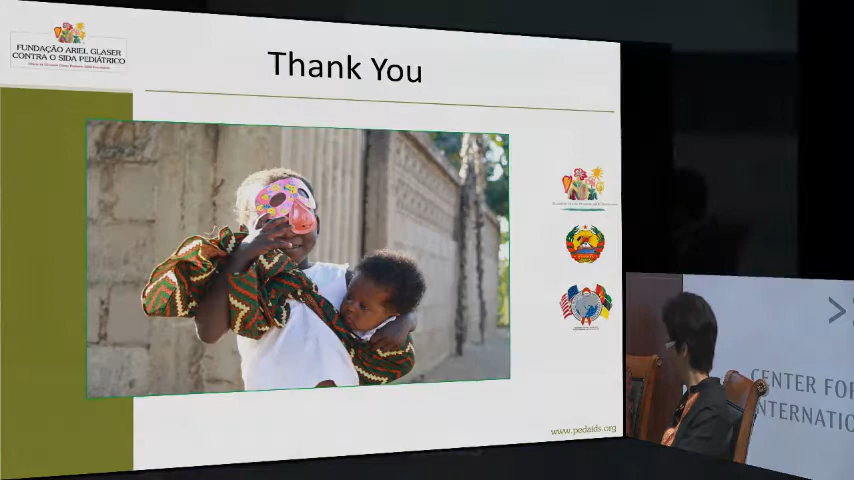 FUNDAÇÃO ARIEL GLASER
CONTRA O SIDA PEDIÁTRICO
Thank You
www.pedaids.org
CENTER FOR
INTERNATIO